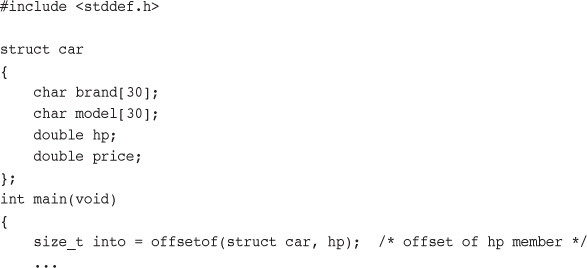 #include <stddef.h>
struct car
{
    char brand[30];
    char model[30];
    double hp;
    double price;
};
int main(void)
{
    size_t into = offsetof(struct car, hp);  /* offset of hp member */
    ...